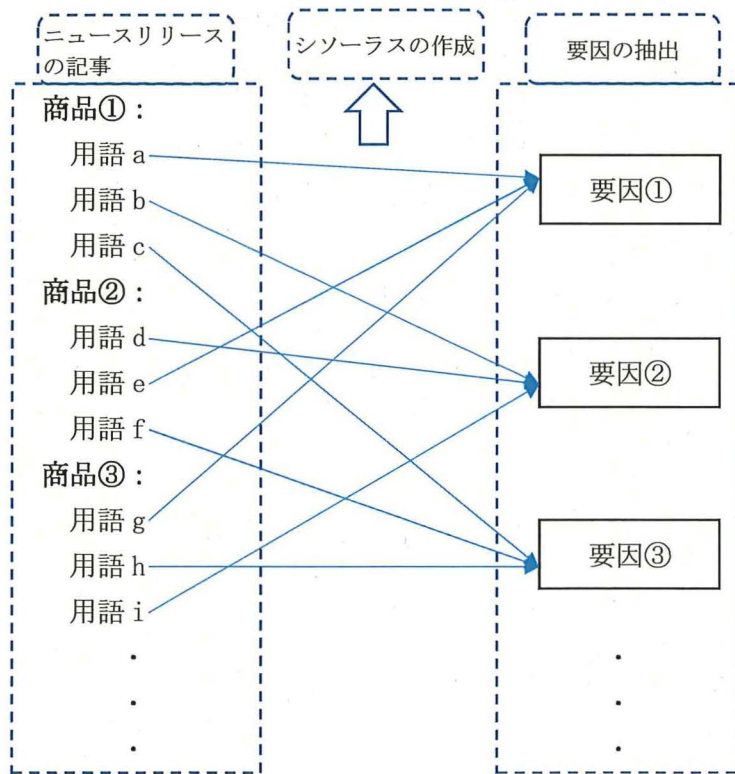 ニュースリリース
の記事
シソーラスの作成
要因の抽出
商品①：
用語 a
用語 b
用語 c
商品②：
用語 d
用語 e
用語 f
商品③：
用語 g
用語 h
用語 i
・
・
・
要因①
要因②
要因③
・
・
・